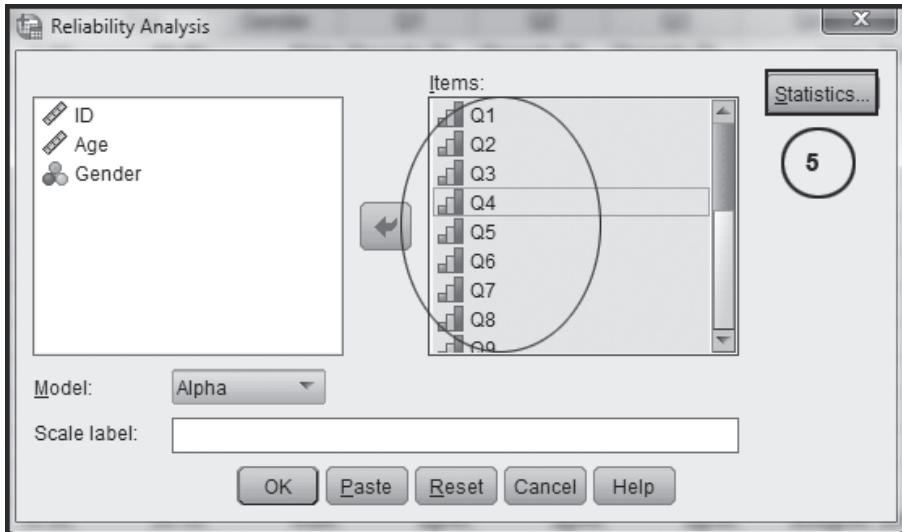 Reliability Analysis
Items:
Statistics...
5
ID
Age
Gender
Q1
Q2
Q3
Q4
Q5
Q6
Q7
Q8
Q9
Model:
Alpha
Scale label:
OK
Paste
Reset
Cancel
Help